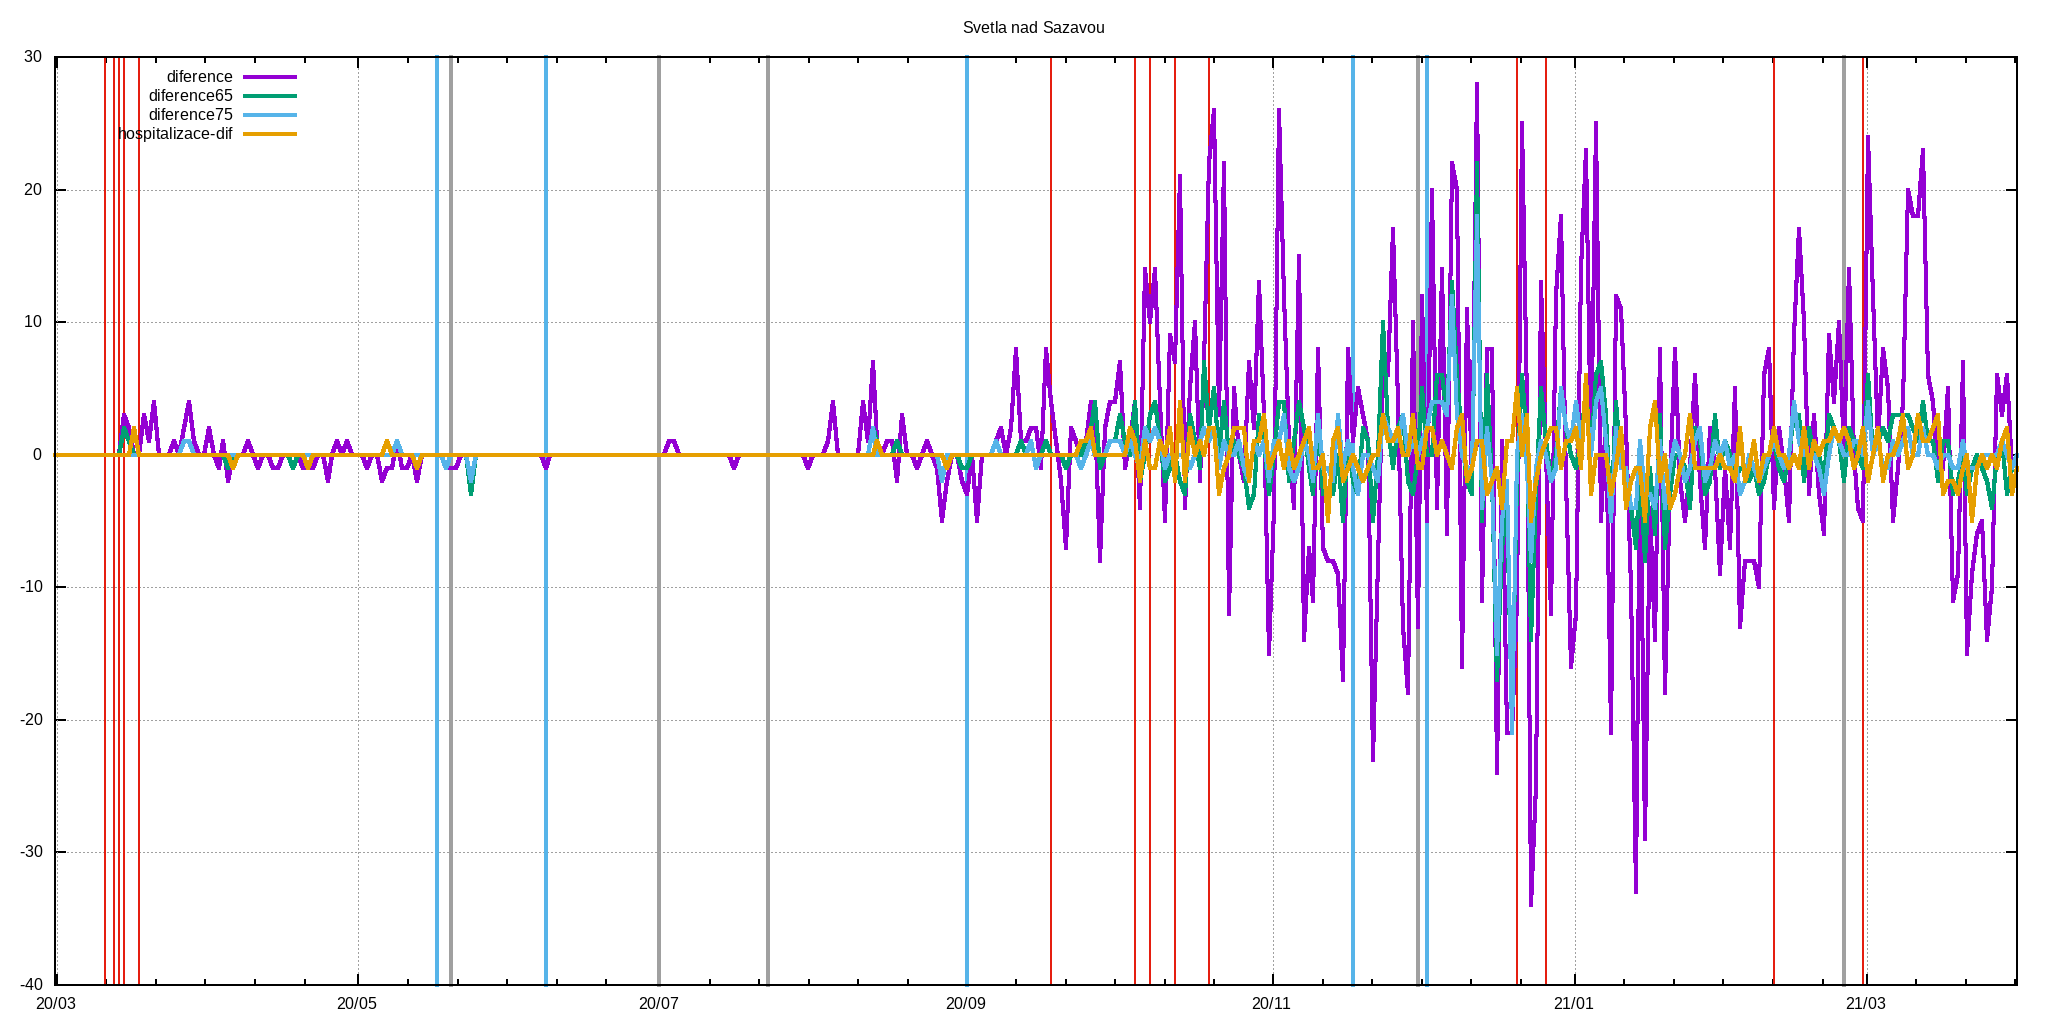 Svetla nad Sazavou
30
diference
diference65
diference75
hospitalizace-dif
20
10
0
-10
-20
-30
-40
20/03 20/05 20/07 20/09 20/11 21/01 21/03